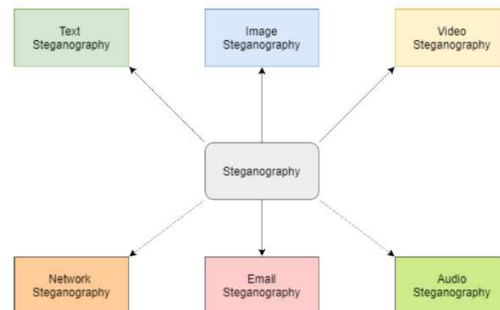 Text
Steganography
Image
Steganography
Video
Steganography
Steganography
Network
Steganography
Email
Steganography
Audio
Steganography